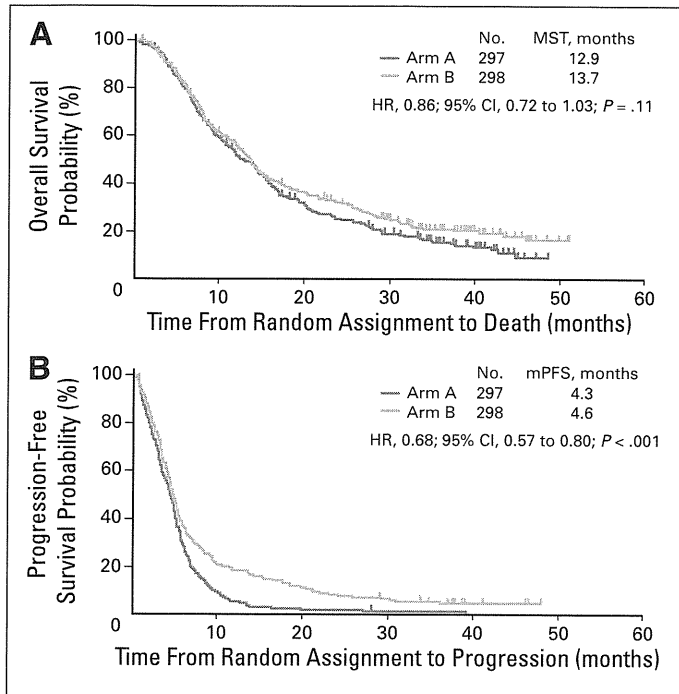 A
No. MST, months
Arm A 297 12.9
Arm B 298 13.7
HR, 0.86; 95% CI, 0.72 to 1.03; P = .11
Overall Survival
Probability (%)
100
80
60
40
20
0
10 20 30 40 50 60
Time From Random Assignment to Death (months)
B
No. mPFS, months
Arm A 297 4.3
Arm B 298 4.6
HR, 0.68; 95% CI, 0.57 to 0.80; P < .001
Progression-Free
Survival Probability (%)
100
80
60
40
20
0
10 20 30 40 50 60
Time From Random Assignment to Progression (months)